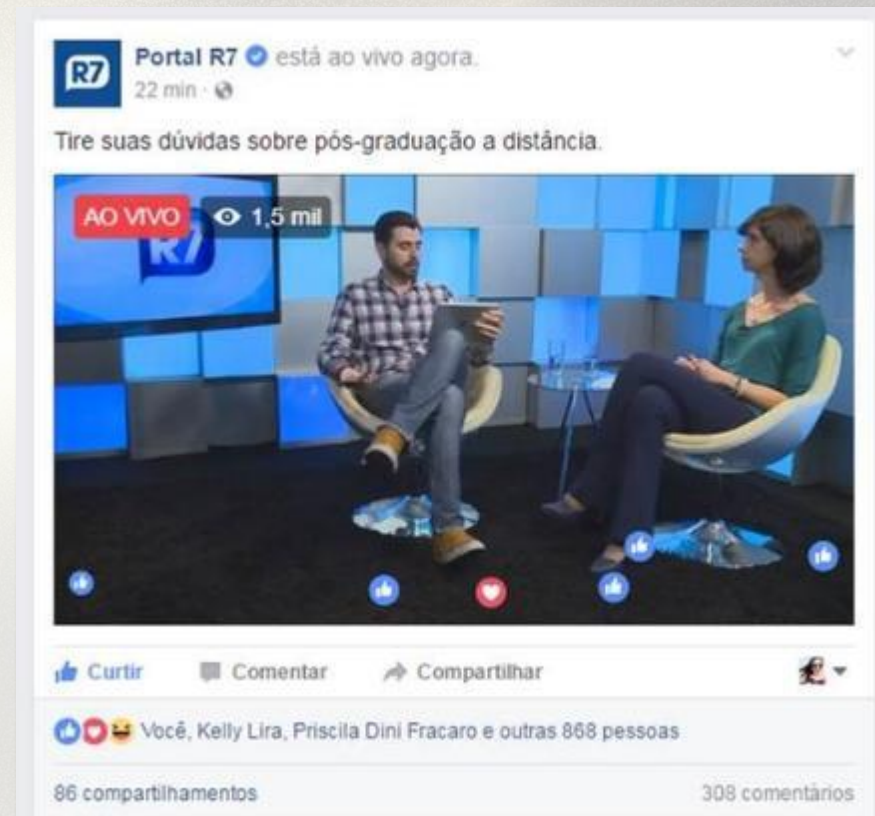 R7
Portal R7 está ao vivo agora.
22 min
Tire suas dúvidas sobre pós-graduação a distância.
AO VIVO 1,5 mil
R7
Curtir Comentar Compartilhar
Você, Kelly Lira, Priscila Dini Fracaro e outras 868 pessoas
86 compartilhamentos 308 comentários